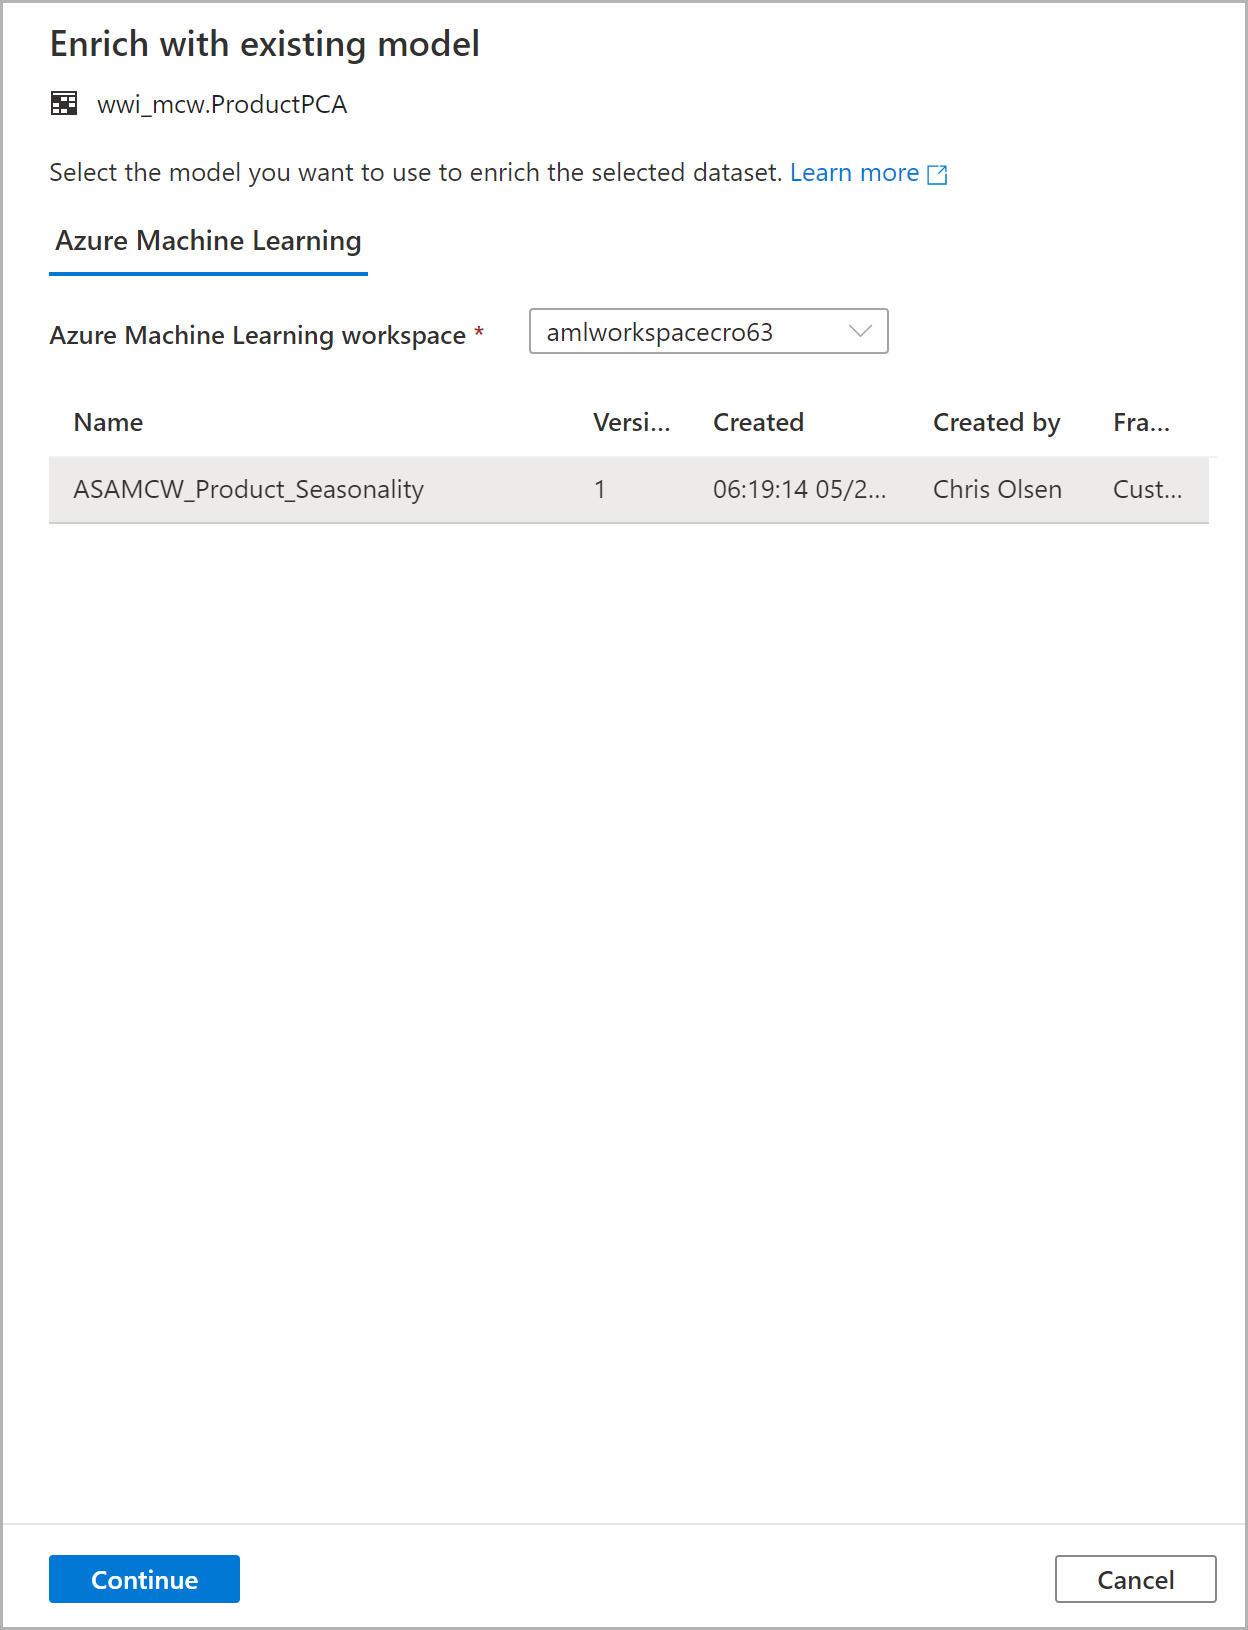 Enrich with existing model
wwi_mcw.ProductPCA
Select the model you want to use to enrich the selected dataset. Learn more
Azure Machine Learning
Azure Machine Learning workspace * amlworkspacecro63
Name Versi... Created Created by Fra...
ASAMCW_Product_Seasonality 1 06:19:14 05/2... Chris Olsen Cust...
Continue Cancel